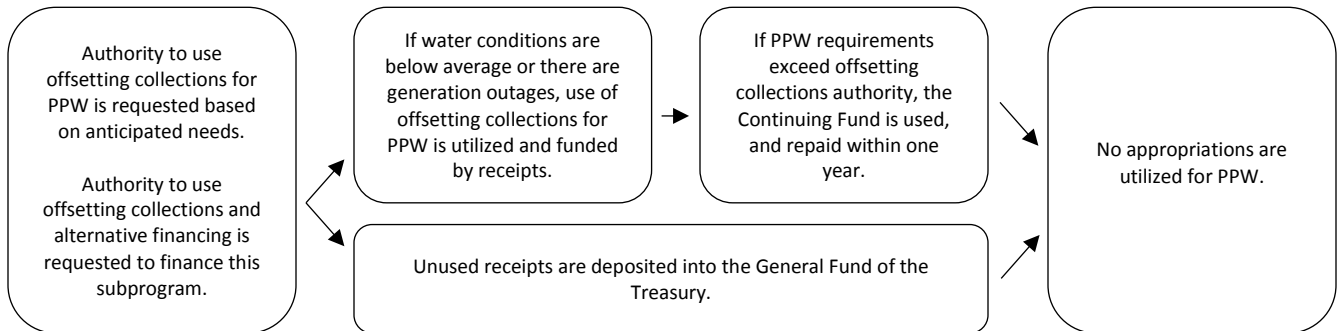 Authority to use
offsetting collections for
PPW is requested based
on anticipated needs.
Authority to use
offsetting collections and
alternative financing is
requested to finance this
subprogram.
If water conditions are
below average or there are
generation outages, use of
offsetting collections for
PPW is utilized and funded
by receipts.
If PPW requirements
exceed offsetting
collections authority, the
Continuing Fund is used,
and repaid within one
year.
Unused receipts are deposited into the General Fund of the
Treasury.
No appropriations are
utilized for PPW.